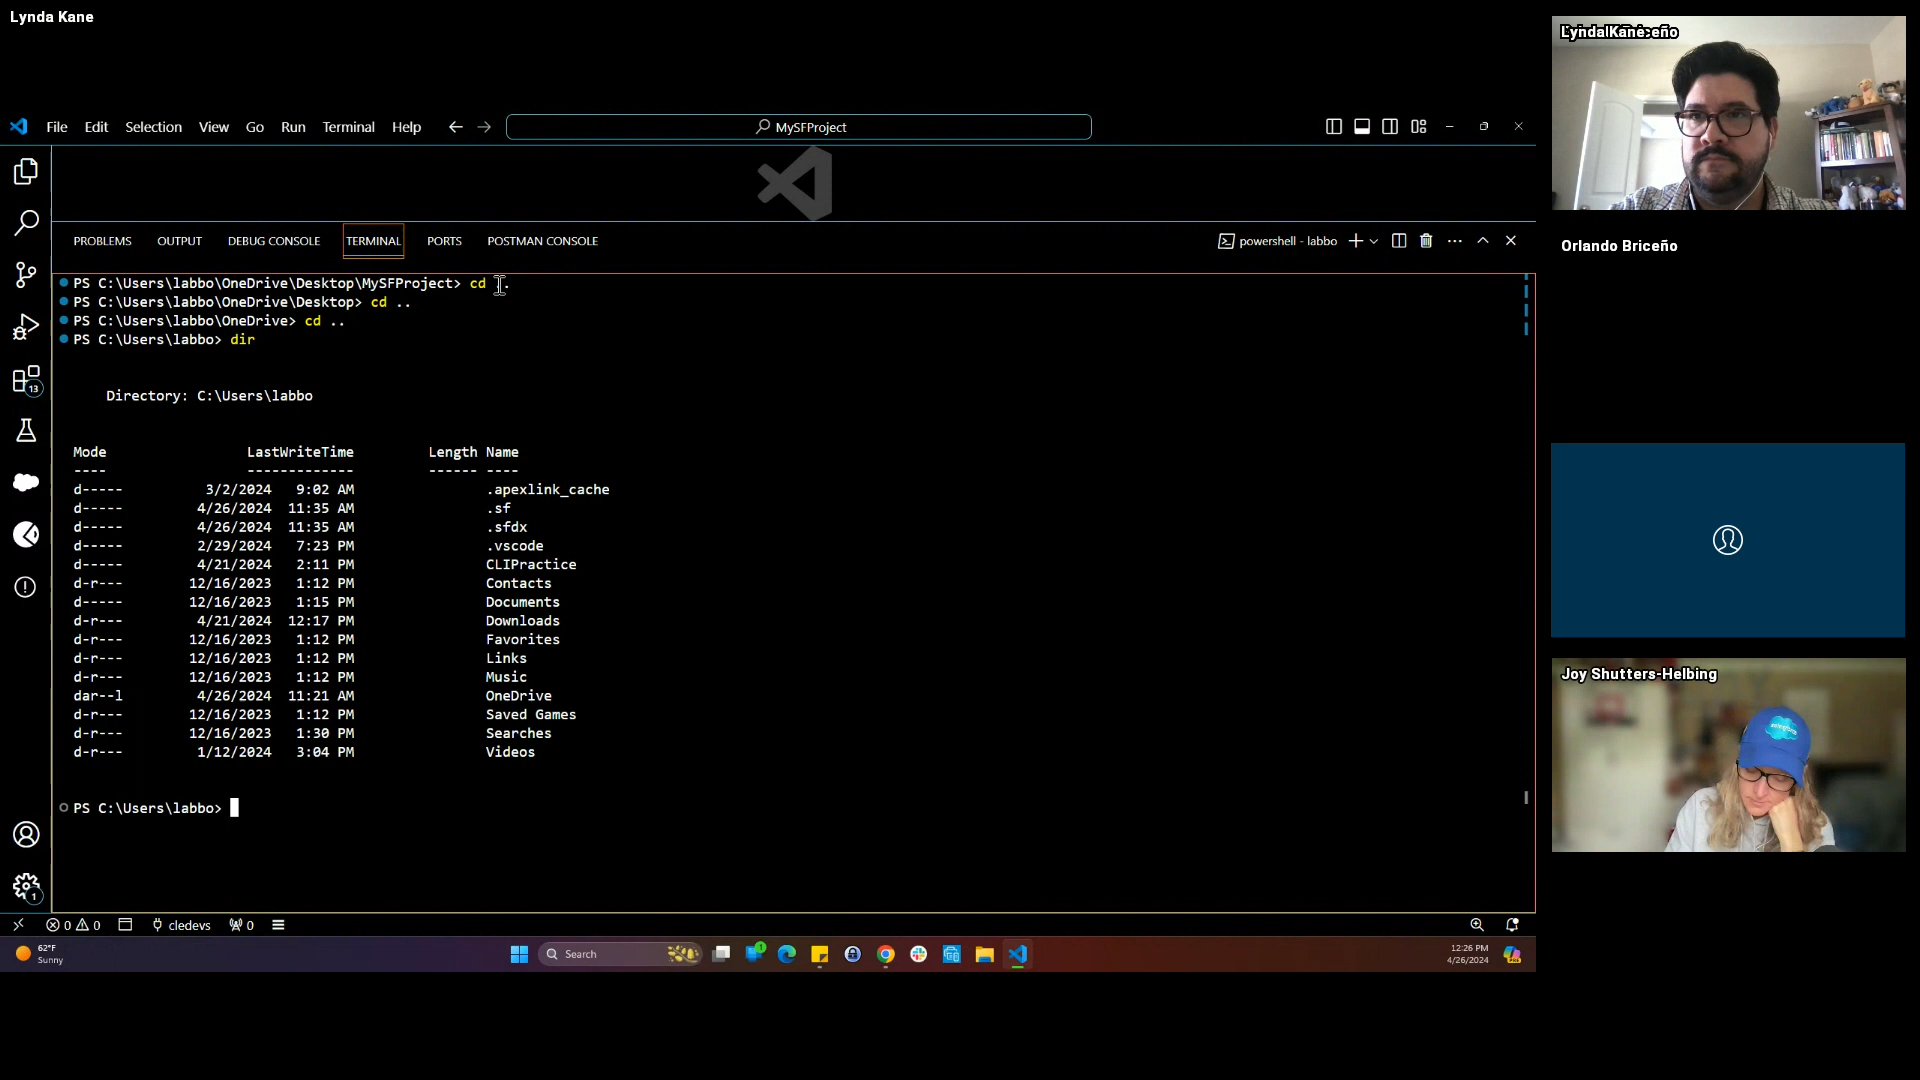 Lynda Kane
File Edit Selection View Go Run Terminal Help
MySFProject
PROBLEMS OUTPUT DEBUG CONSOLE TERMINAL PORTS POSTMAN CONSOLE
powershell - labbo
PS C:\Users\labbo\OneDrive\Desktop\MySFProject> cd ..
PS C:\Users\labbo\OneDrive\Desktop> cd ..
PS C:\Users\labbo\OneDrive> cd ..
PS C:\Users\labbo> dir
Directory: C:\Users\labbo
Mode LastWriteTime Length Name
---- ------------- ------ ----
d----- 3/2/2024 9:02 AM .apexlink_cache
d----- 4/26/2024 11:35 AM .sf
d----- 4/26/2024 11:35 AM .sfdx
d----- 2/29/2024 7:23 PM .vscode
d----- 4/21/2024 2:11 PM CLIPractice
d-r--- 12/16/2023 1:12 PM Contacts
d----- 12/16/2023 1:15 PM Documents
d-r--- 4/21/2024 12:17 PM Downloads
d-r--- 12/16/2023 1:12 PM Favorites
d-r--- 12/16/2023 1:12 PM Links
d-r--- 12/16/2023 1:12 PM Music
dar--l 4/26/2024 11:21 AM OneDrive
d-r--- 12/16/2023 1:12 PM Saved Games
d-r--- 12/16/2023 1:30 PM Searches
d-r--- 1/12/2024 3:04 PM Videos
PS C:\Users\labbo>
13
1
0 0 cledevs 0
62°F
Sunny
Search
1
12:26 PM
4/26/2024
Orlando Briceño
Joy Shutters-Helbing